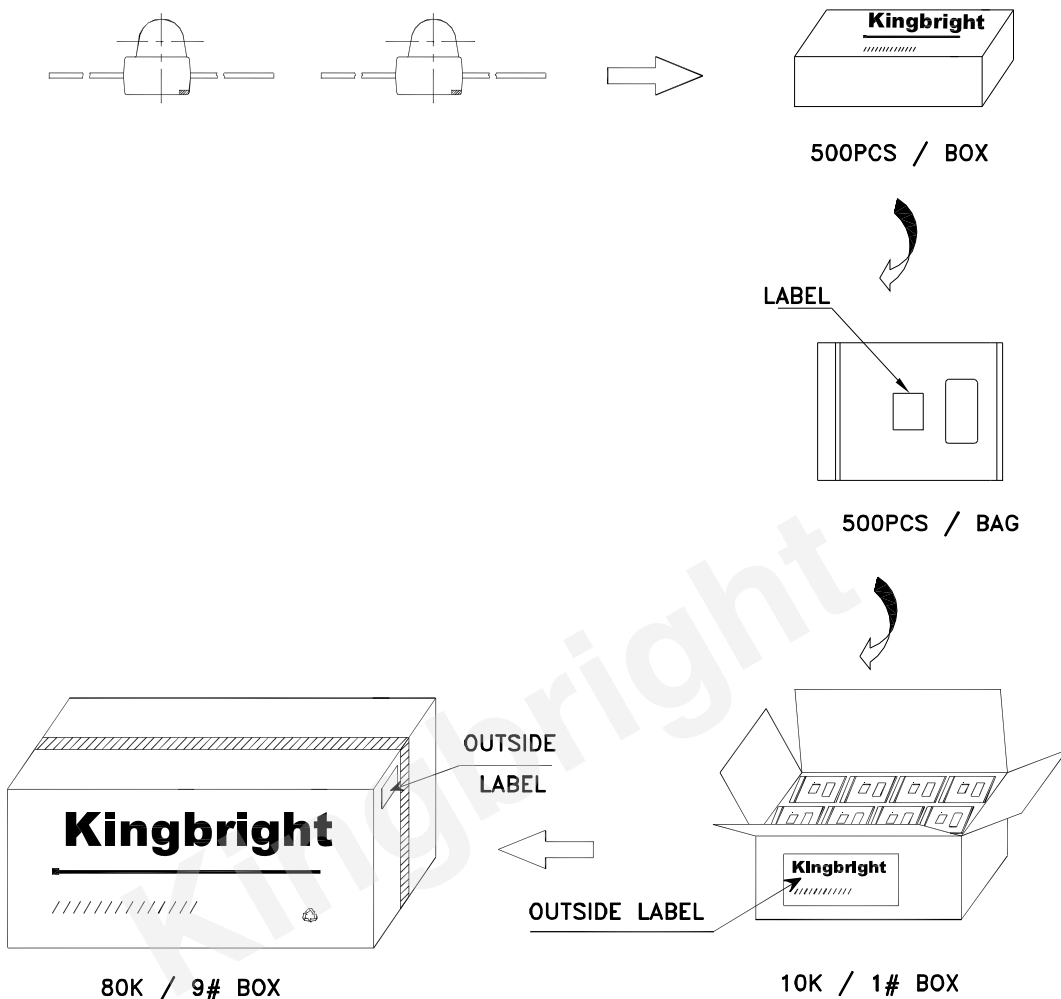 Kingbright
500PCS / BOX
LABEL
500PCS / BAG
Kingbright
OUTSIDE
LABEL
Kingbright
Kingbright
OUTSIDE LABEL
80K / 9# BOX
10K / 1# BOX